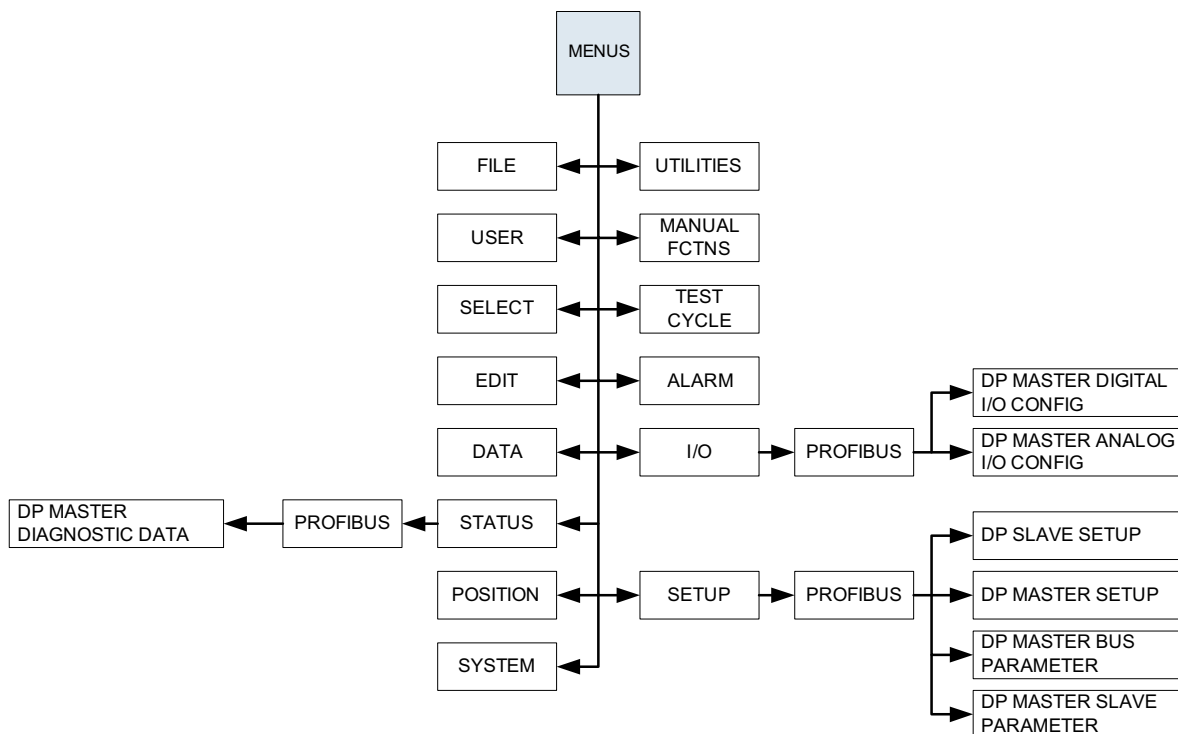 MENUS
FILE
UTILITIES
USER
MANUAL
FCTNS
SELECT
TEST
CYCLE
EDIT
ALARM
DP MASTER DIGITAL
I/O CONFIG
DATA
I/O
PROFIBUS
DP MASTER ANALOG
I/O CONFIG
DP MASTER
DIAGNOSTIC DATA
PROFIBUS
STATUS
DP SLAVE SETUP
POSITION
SETUP
PROFIBUS
DP MASTER SETUP
SYSTEM
DP MASTER BUS
PARAMETER
DP MASTER SLAVE
PARAMETER